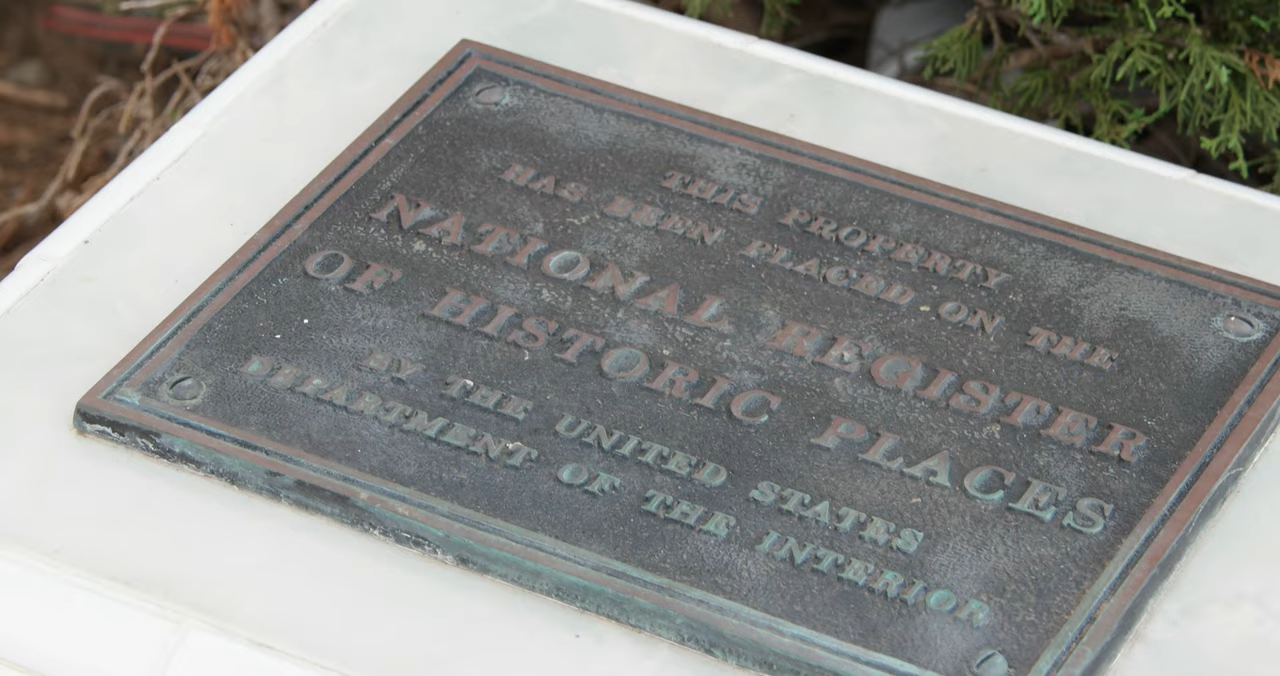 THIS PROPERTY
HAS BEEN PLACED ON THE
NATIONAL REGISTER
OF HISTORIC PLACES
BY THE UNITED STATES
DEPARTMENT OF THE INTERIOR